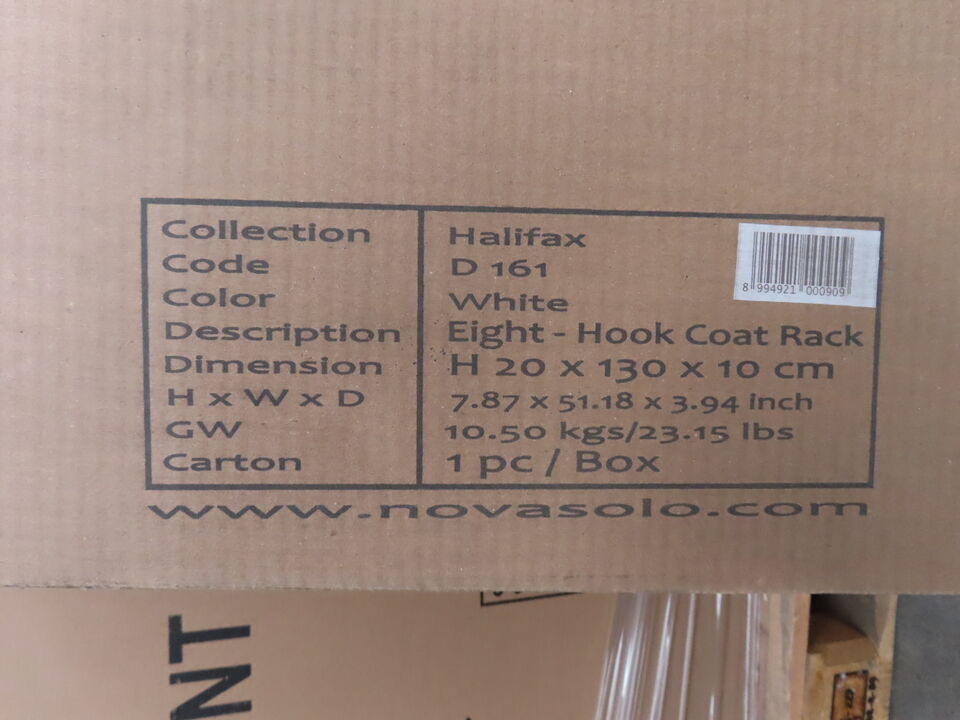 Collection Halifax
Code D 161
Color White
Description Eight - Hook Coat Rack
Dimension H 20 x 130 x 10 cm
H x W x D 7.87 x 51.18 x 3.94 inch
GW 10.50 kgs/23.15 lbs
Carton 1 pc / Box
8 994921 000909
www.novasolo.com
NT